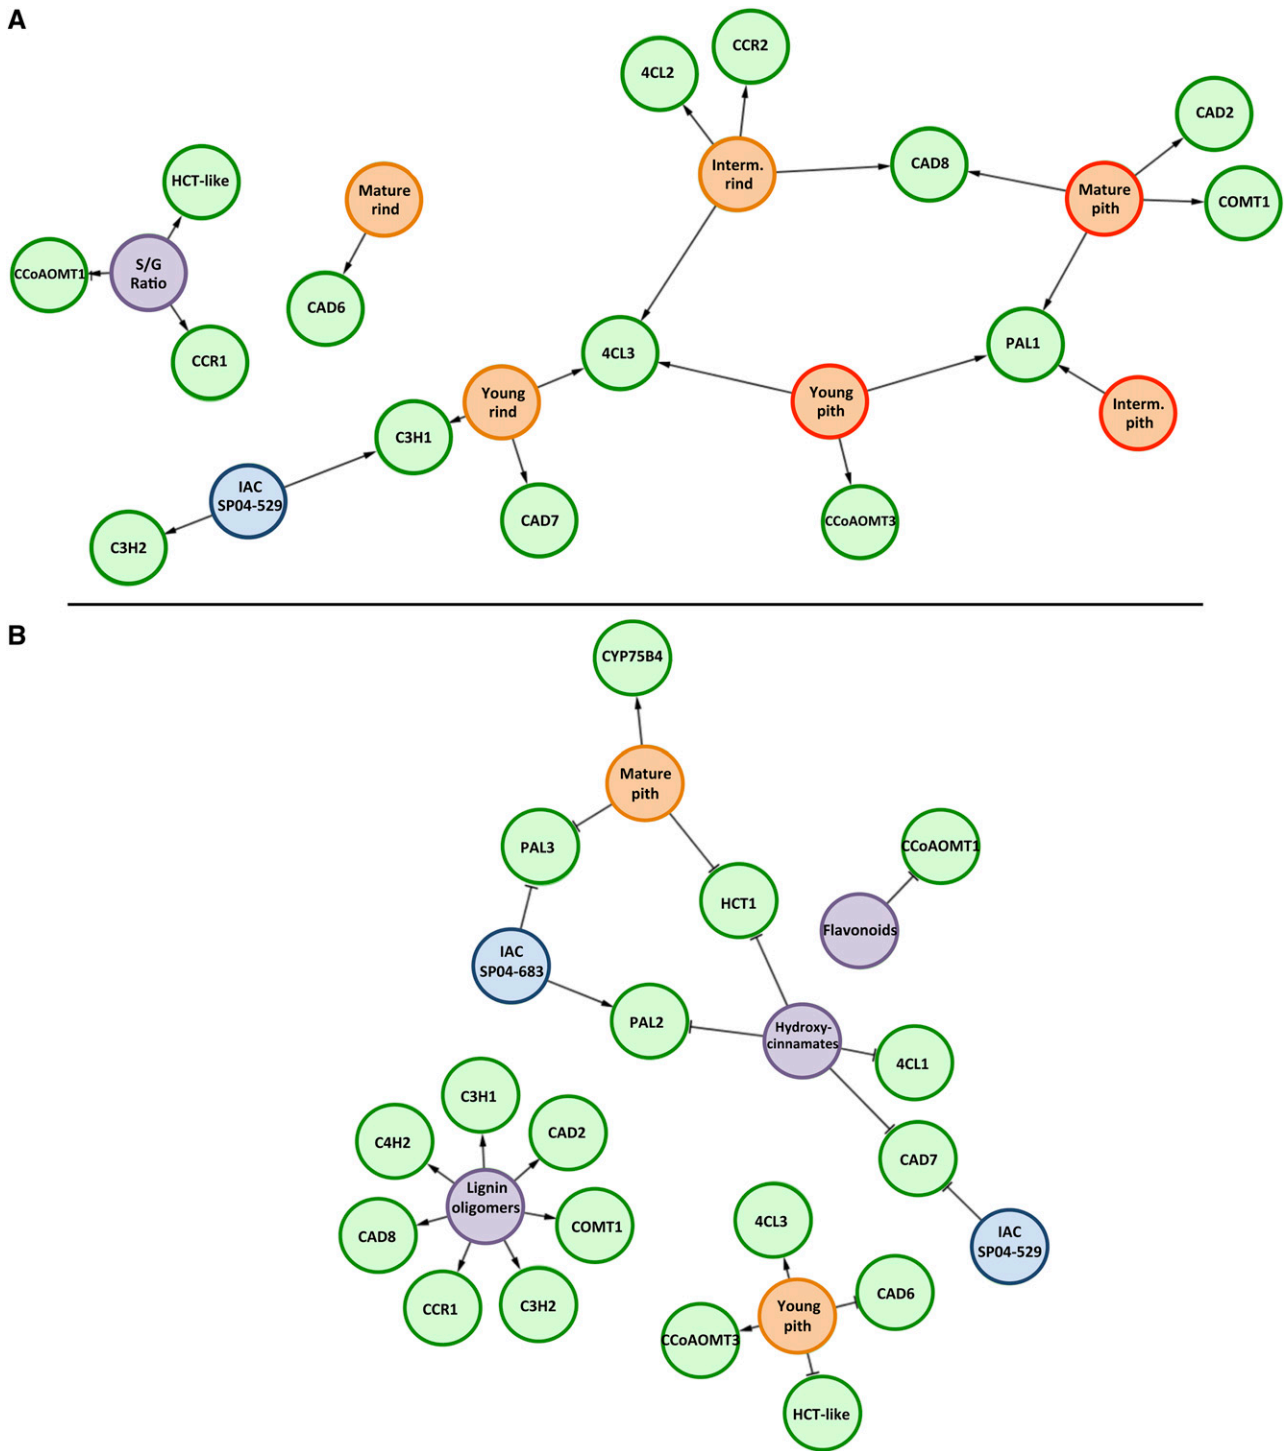 A
CCR2
4CL2
CAD2
CAD8
Interm.
rind
HCT-like
Mature
rind
Mature
pith
COMT1
S/G
Ratio
CCoAOMT1
CAD6
4CL3
PAL1
CCR1
Young
rind
Young
pith
Interm.
pith
C3H1
IAC
SP04-529
CAD7
CCoAOMT3
C3H2
B
CYP75B4
Mature
pith
PAL3
CCoAOMT1
HCT1
Flavonoids
IAC
SP04-683
PAL2
Hydroxy-
cinnamates
4CL1
C3H1
CAD2
C4H2
CAD7
Lignin
oligomers
COMT1
4CL3
CAD8
IAC
SP04-529
CAD6
CCR1
C3H2
Young
pith
CCoAOMT3
HCT-like